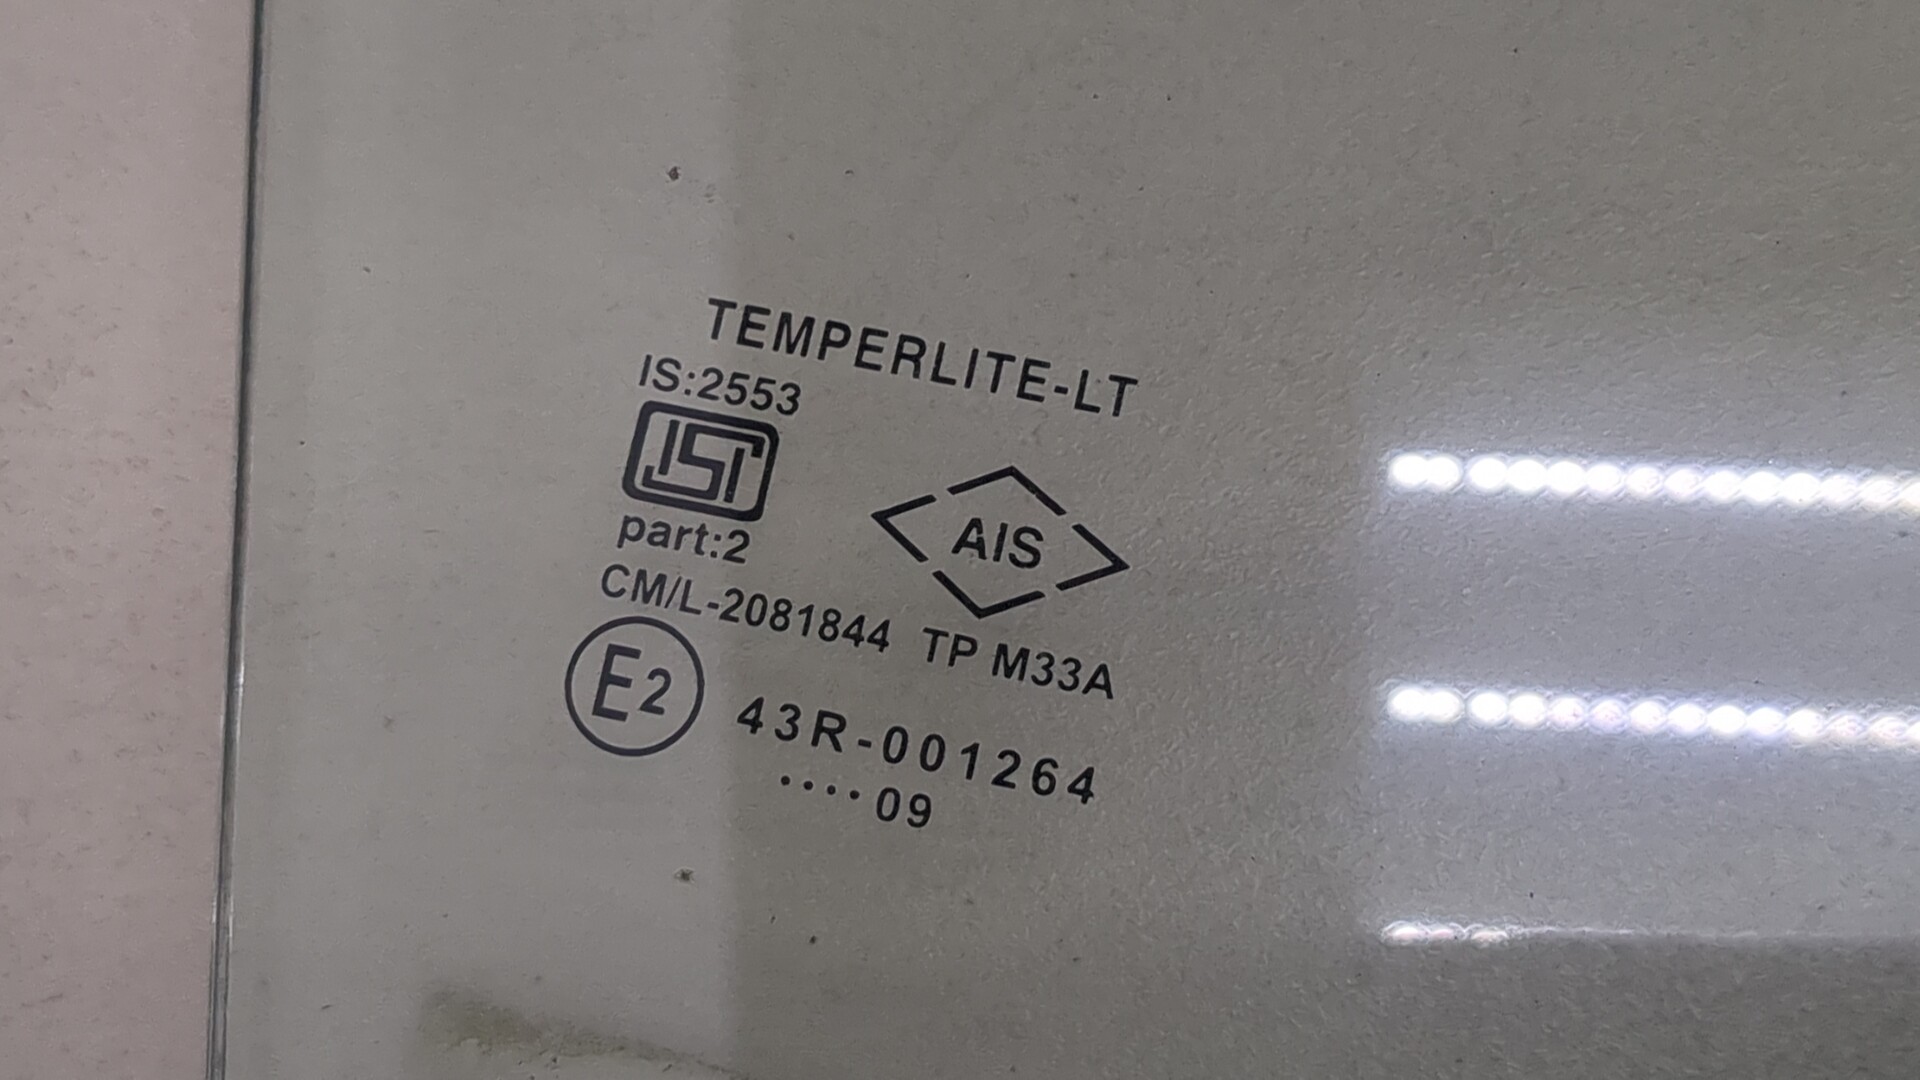 TEMPERLITE-LT
IS:2553
ISI
part:2
AIS
CM/L-2081844 TP M33A
E2 43R-001264
....09